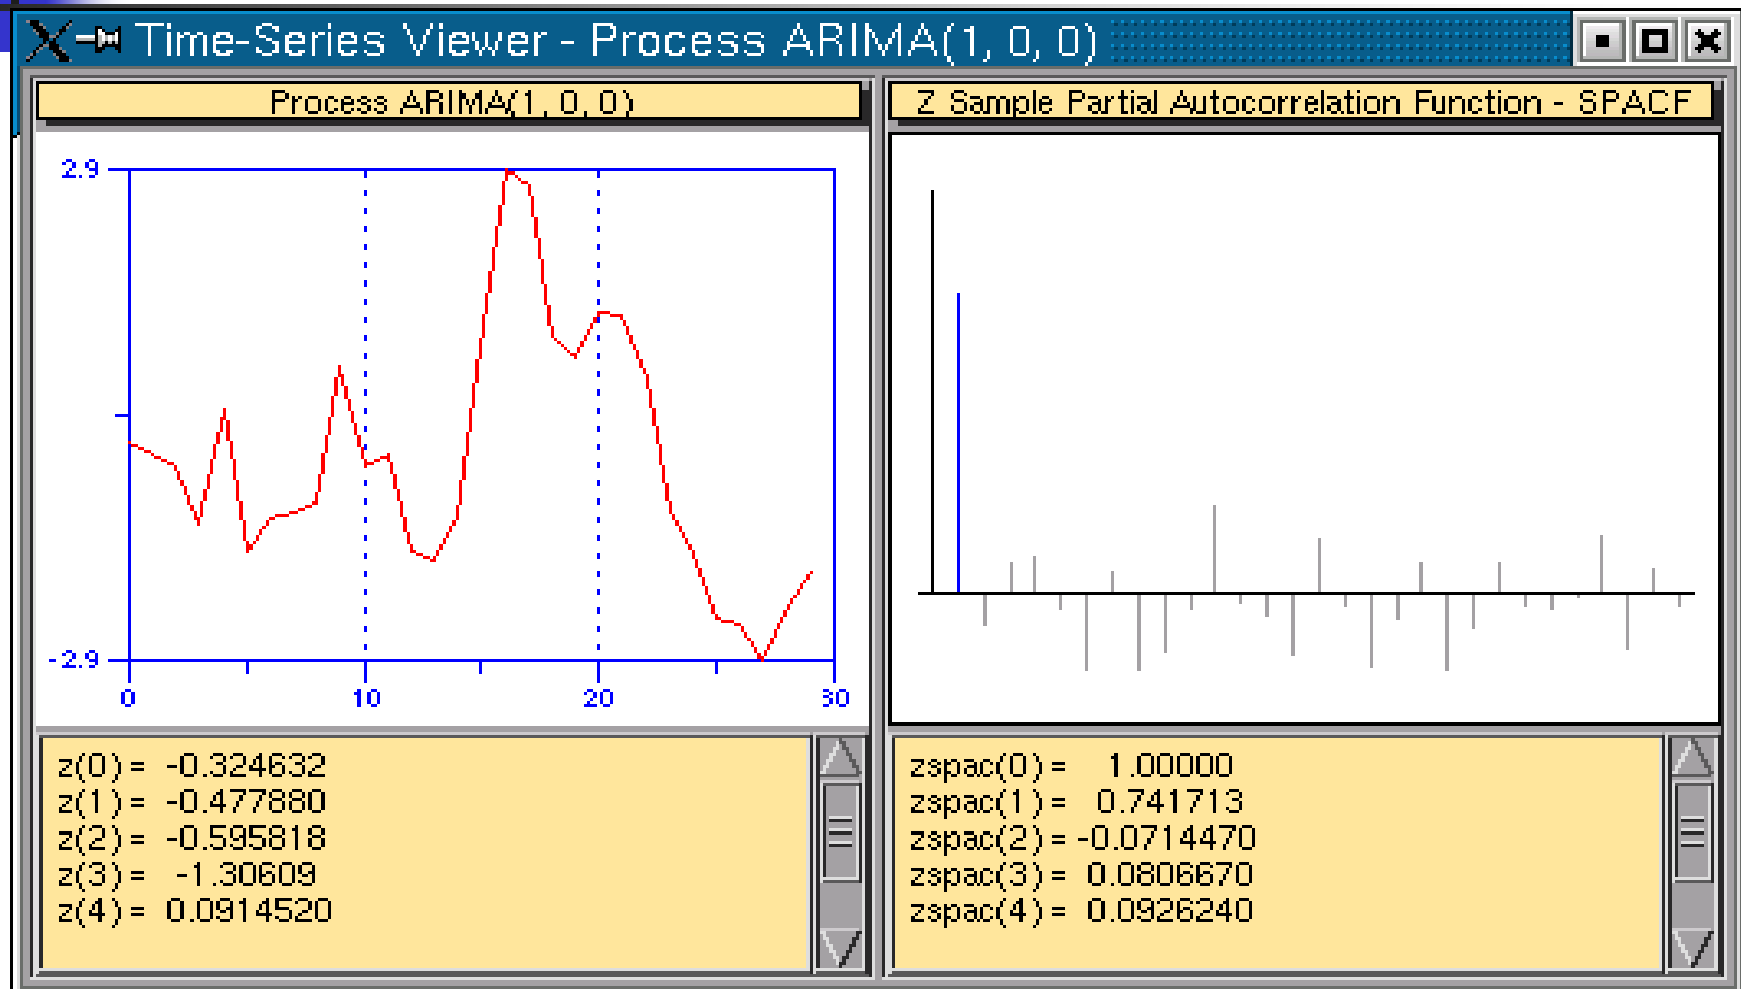 Time-Series Viewer - Process ARIMA(1, 0, 0)
Process ARIMA(1, 0, 0)
2.9
-2.9
0
10
20
30
z(0) = -0.324632
z(1) = -0.477880
z(2) = -0.595818
z(3) = -1.30609
z(4) = 0.0914520
Z Sample Partial Autocorrelation Function - SPACF
zspac(0) = 1.00000
zspac(1) = 0.741713
zspac(2) = -0.0714470
zspac(3) = 0.0806670
zspac(4) = 0.0926240